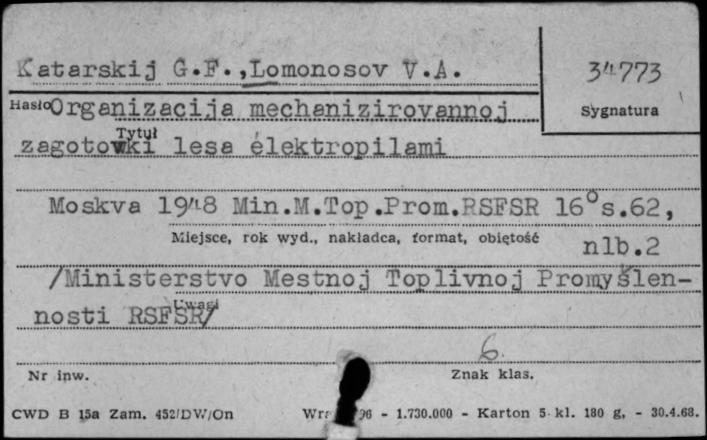 Katarskij G.F.,Lomonosov V.A.
34773
Hasło Organizacija mechanizirovannoj
Sygnatura
Tytuł
zagotowki lesa élektropilami
Moskva 1948 Min.M.Top.Prom.RSFSR 16° s.62,
Miejsce, rok wyd., nakładca, format, objętość
nlb.2
/Ministerstvo Mestnoj Toplivnoj Promyšlen-
Uwagi
nosti RSFSR/
6.
Nr inw.
Znak klas.
CWD B 15a Zam. 452/DW/On
96 - 1.730.000 - Karton 5 kl. 180 g. - 30.4.68.